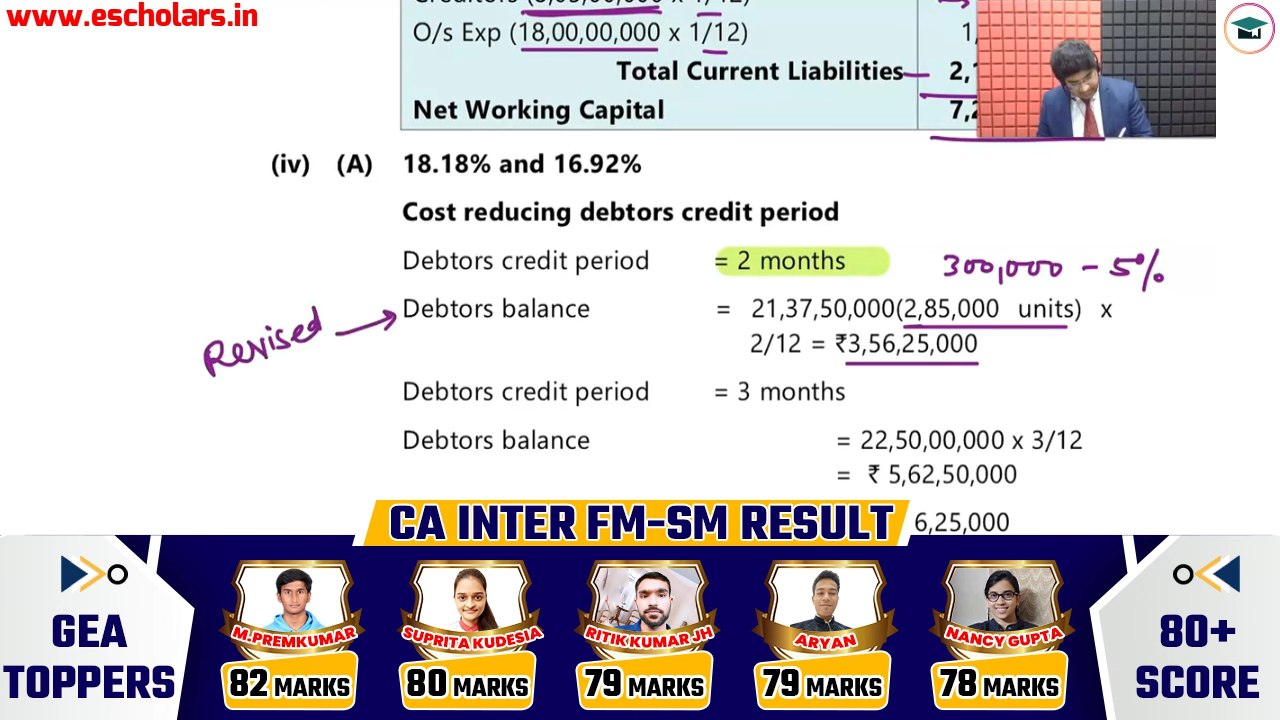 www.escholars.in
O/s Exp (18,00,00,000 x 1/12)
Total Current Liabilities
Net Working Capital
(iv) (A) 18.18% and 16.92%
Cost reducing debtors credit period
Debtors credit period = 2 months
300,000 - 5%
Revised
Debtors balance = 21,37,50,000(2,85,000 units) x
2/12 = ₹3,56,25,000
Debtors credit period = 3 months
Debtors balance = 22,50,00,000 x 3/12
= ₹ 5,62,50,000
6,25,000
CA INTER FM-SM RESULT
GEA
TOPPERS
M.PREMKUMAR
82 MARKS
SUPRITA KUDESIA
80 MARKS
RITIK KUMAR JH
79 MARKS
ARYAN
79 MARKS
NANCY GUPTA
78 MARKS
80+
SCORE